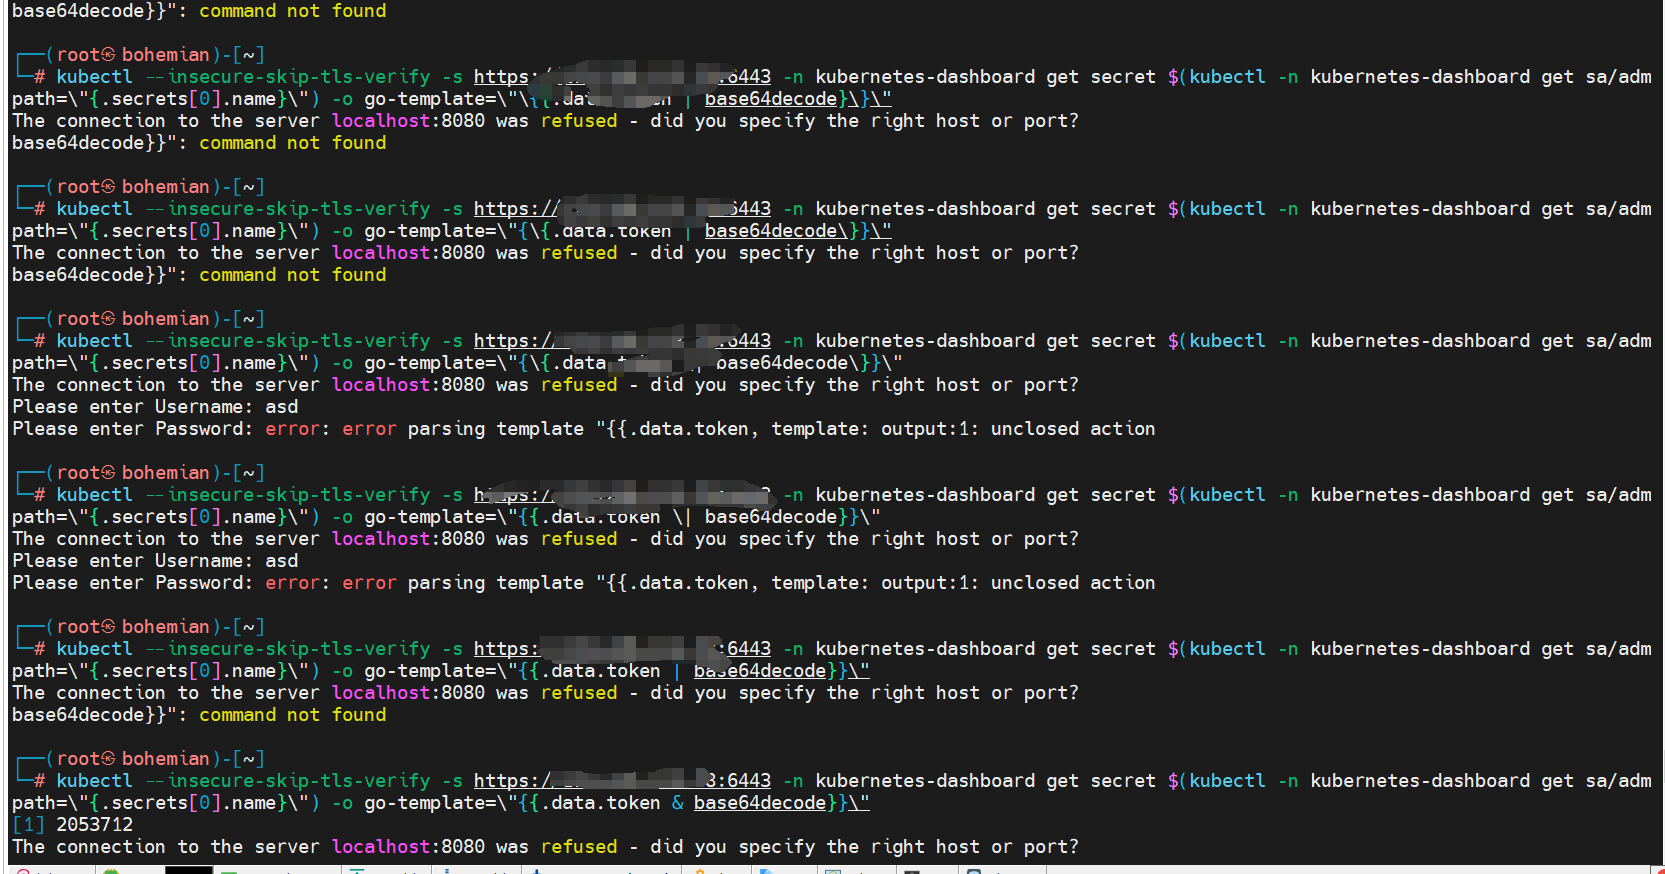 base64decode}}": command not found
┌──(root㉿bohemian)-[~]
└─# kubectl --insecure-skip-tls-verify -s https: :6443 -n kubernetes-dashboard get secret $(kubectl -n kubernetes-dashboard get sa/adm
path=\"{.secrets[0].name}\") -o go-template=\"\{{ | base64decode}\}\"
The connection to the server localhost:8080 was refused - did you specify the right host or port?
base64decode}}": command not found
┌──(root㉿bohemian)-[~]
└─# kubectl --insecure-skip-tls-verify -s https:// 6443 -n kubernetes-dashboard get secret $(kubectl -n kubernetes-dashboard get sa/adm
path=\"{.secrets[0].name}\") -o go-template=\"{\{.data.token | base64decode\}}\"
The connection to the server localhost:8080 was refused - did you specify the right host or port?
base64decode}}": command not found
┌──(root㉿bohemian)-[~]
└─# kubectl --insecure-skip-tls-verify -s https:/ :6443 -n kubernetes-dashboard get secret $(kubectl -n kubernetes-dashboard get sa/adm
path=\"{.secrets[0].name}\") -o go-template=\"{\{.data base64decode\}}\"
The connection to the server localhost:8080 was refused - did you specify the right host or port?
Please enter Username: asd
Please enter Password: error: error parsing template "{{.data.token, template: output:1: unclosed action
┌──(root㉿bohemian)-[~]
└─# kubectl --insecure-skip-tls-verify -s -n kubernetes-dashboard get secret $(kubectl -n kubernetes-dashboard get sa/adm
path=\"{.secrets[0].name}\") -o go-template=\"{{.data.token \| base64decode}}\"
The connection to the server localhost:8080 was refused - did you specify the right host or port?
Please enter Username: asd
Please enter Password: error: error parsing template "{{.data.token, template: output:1: unclosed action
┌──(root㉿bohemian)-[~]
└─# kubectl --insecure-skip-tls-verify -s https: :6443 -n kubernetes-dashboard get secret $(kubectl -n kubernetes-dashboard get sa/adm
path=\"{.secrets[0].name}\") -o go-template=\"{{.data.token | base64decode}}\"
The connection to the server localhost:8080 was refused - did you specify the right host or port?
base64decode}}": command not found
┌──(root㉿bohemian)-[~]
└─# kubectl --insecure-skip-tls-verify -s https:/ 3:6443 -n kubernetes-dashboard get secret $(kubectl -n kubernetes-dashboard get sa/adm
path=\"{.secrets[0].name}\") -o go-template=\"{{.data.token & base64decode}}\"
[1] 2053712
The connection to the server localhost:8080 was refused - did you specify the right host or port?